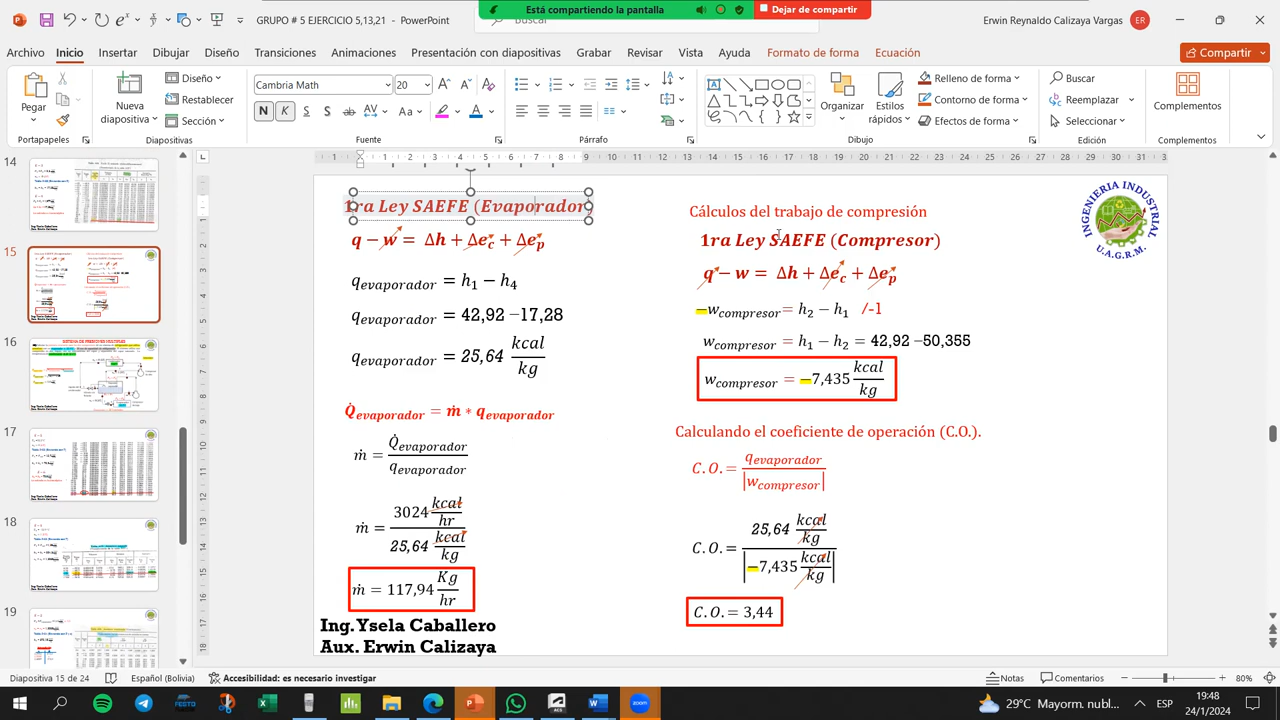 GRUPO # 5 EJERCICIO 5,13,21 - PowerPoint
Está compartiendo la pantalla
Dejar de compartir
Buscar
Erwin Reynaldo Calizaya Vargas
ER
Archivo Inicio Insertar Dibujar Diseño Transiciones Animaciones Presentación con diapositivas Grabar Revisar Vista Ayuda Formato de forma Ecuación
Compartir
Pegar
Nueva diapositiva
Diseño
Restablecer
Sección
Cambria Math 20
N K S S
Organizar
Estilos rápidos
Relleno de forma
Contorno de forma
Efectos de forma
Buscar
Reemplazar
Seleccionar
Complementos
Portapapeles Diapositivas Fuente Párrafo Dibujo Edición Complementos
14
15
16
17
18
19
1ra Ley SAEFE (Evaporador)
q − w = Δh + Δe_c + Δe_p
q_evaporador = h_1 − h_4
q_evaporador = 42,92 −17,28
q_evaporador = 25,64 kcal/kg
Q̇_evaporador = ṁ * q_evaporador
ṁ = Q̇_evaporador/q_evaporador
ṁ = 3024 kcal/hr / 25,64 kcal/kg
ṁ = 117,94 Kg/hr
Ing. Ysela Caballero
Aux. Erwin Calizaya
Cálculos del trabajo de compresión
1ra Ley SAEFE (Compresor)
q − w = Δh + Δe_c + Δe_p
−w_compresor = h_2 − h_1 /-1
w_compresor = h_1 − h_2 = 42,92 −50,355
w_compresor = −7,435 kcal/kg
Calculando el coeficiente de operación (C.O.).
C.O. = q_evaporador/|w_compresor|
C.O. = 25,64 kcal/kg / |−7,435 kcal/kg|
C.O. = 3,44
INGENIERIA INDUSTRIAL
U.A.G.R.M.
Diapositiva 15 de 24
Español (Bolivia)
Accesibilidad: es necesario investigar
Notas
Comentarios
80%
29°C Mayorm. nubl...
ESP
19:48
24/1/2024